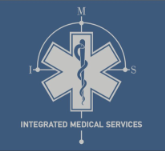 M
I S
INTEGRATED MEDICAL SERVICES